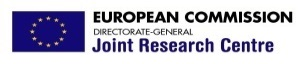 EUROPEAN COMMISSION
DIRECTORATE-GENERAL
Joint Research Centre